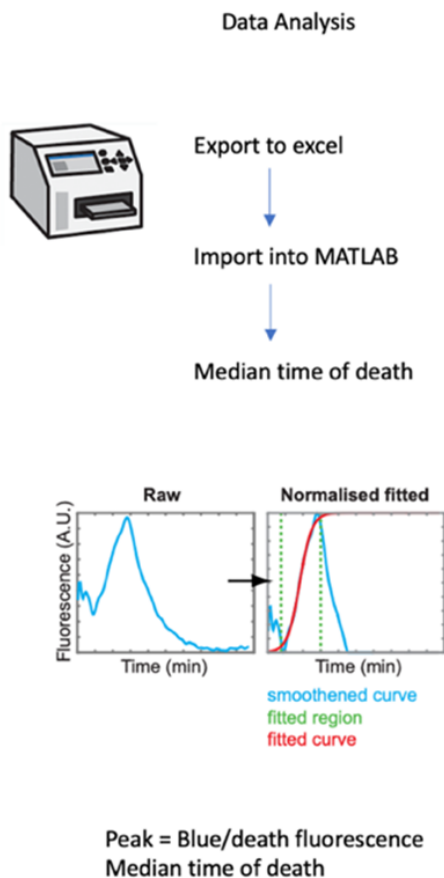 Data Analysis
Export to excel
Import into MATLAB
Median time of death
Raw
Normalised fitted
Fluorescence (A.U.)
Time (min)
Time (min)
smoothened curve
fitted region
fitted curve
Peak = Blue/death fluorescence
Median time of death